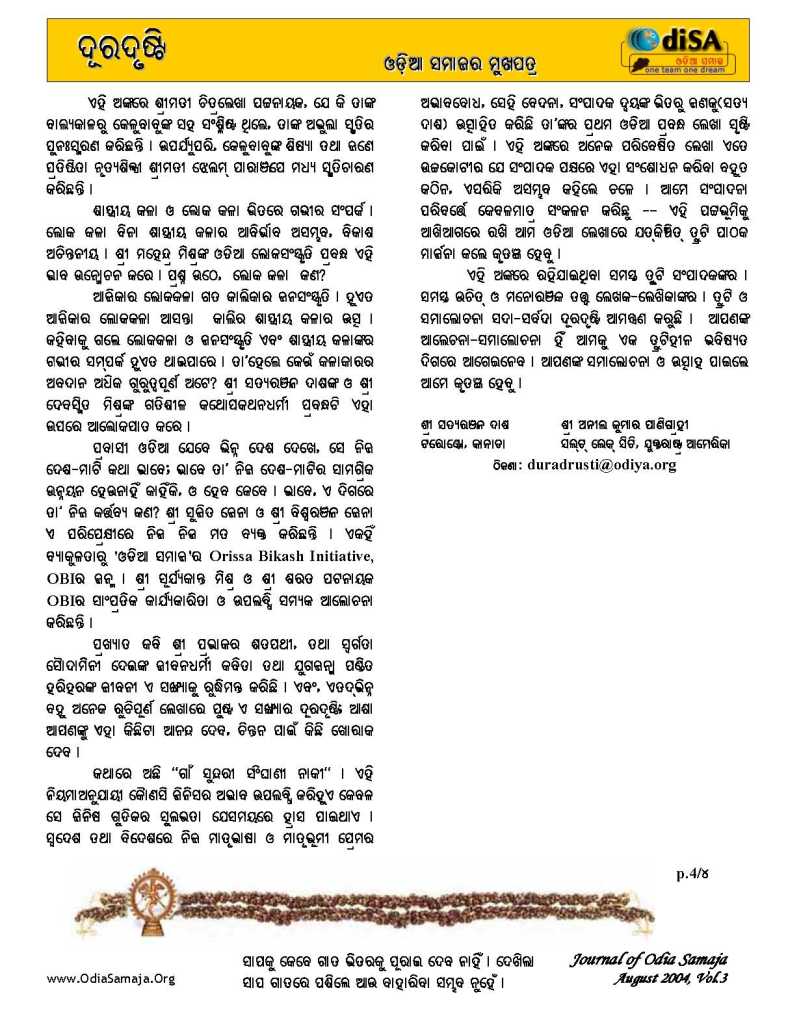 ଦୂରଦୃଷ୍ଟି
ଓଡ଼ିଆ ସମାଜର ମୁଖପତ୍ର
OdiSA
ଓଡିଆ ସମାଜ
one team one dream
ଏହି ଅଙ୍କରେ ଶ୍ରୀମତୀ ଚିତ୍ରଲେଖା ପଟ୍ଟନାୟକ, ଯେ କି ତାଙ୍କ
ବାଲ୍ୟକାଳରୁ କେଳୁବାବୁଙ୍କ ସହ ସଂଶ୍ଳିଷ୍ଟ ଥିଲେ, ତାଙ୍କ ଅଭୁଲା ସ୍ମୃତିର
ପୁନଃସ୍ମରଣ କରିଛନ୍ତି । ଉପର୍ଯ୍ୟୁପରି, କେଳୁବାବୁଙ୍କ ଶିଷ୍ୟା ତଥା ଜଣେ
ପ୍ରତିଷ୍ଠିତା ନୃତ୍ୟଶିଳ୍ପୀ ଶ୍ରୀମତୀ ଝେଲମ୍ ପାରାଞ୍ଜପେ ମଧ୍ୟ ସ୍ମୃତିଚାରଣ
କରିଛନ୍ତି ।
ଶାସ୍ତ୍ରୀୟ କଳା ଓ ଲୋକ କଳା ଭିତରେ ଗଭୀର ସଂପର୍କ ।
ଲୋକ କଳା ବିନା ଶାସ୍ତ୍ରୀୟ କଳାର ଆବିର୍ଭାବ ଅସମ୍ଭବ, ବିକାଶ
ଅଚିନ୍ତନୀୟ । ଶ୍ରୀ ମହେନ୍ଦ୍ର ମିଶ୍ରଙ୍କ ଓଡିଆ ଲୋକସଂସ୍କୃତି ପ୍ରବନ୍ଧ ଏହି
ଭାବ ଉନ୍ମୋଚନ କରେ । ପ୍ରଶ୍ନ ଉଠେ, ଲୋକ କଳା କଣ?
ଆଜିକାର ଲୋକକଳା ଗତ କାଲିକାର ଜନସଂସ୍କୃତି । ହୁଏତ
ଆଜିକାର ଲୋକକଳା ଆସନ୍ତା କାଲିର ଶାସ୍ତ୍ରୀୟ କଳାର ଉତ୍ସ ।
କହିବାକୁ ଗଲେ ଲୋକକଳା ଓ ଜନସଂସ୍କୃତି ଏବଂ ଶାସ୍ତ୍ରୀୟ କଳାଙ୍କର
ଗଭୀର ସମ୍ପର୍କ ହୁଏତ ଥାଇପାରେ । ତା'ହେଲେ କେଉଁ କଳାକାରର
ଅବଦାନ ଅଧିକ ଗୁରୁତ୍ୱପୂର୍ଣ ଅଟେ? ଶ୍ରୀ ସତ୍ୟରଞ୍ଜନ ଦାଶଙ୍କ ଓ ଶ୍ରୀ
ଦେବସ୍ମିତ ମିଶ୍ରଙ୍କ ଗତିଶୀଳ କଥୋପକଥନଧର୍ମୀ ପ୍ରବନ୍ଧଟି ଏହା
ଉପରେ ଆଲୋକପାତ କରେ ।
ପ୍ରବାସୀ ଓଡିଆ ଯେବେ ଭିନ୍ନ ଦେଷ ଦେଖେ, ସେ ନିଜ
ଦେଷ-ମାଟି କଥା ଭାବେ; ଭାବେ ତା' ନିଜ ଦେଷ-ମାଟିର ସାମଗ୍ରିକ
ଉନ୍ନୟନ ହେଉନାହିଁ କାହିଁକି, ଓ ହେବ କେବେ । ଭାବେ, ଏ ଦିଗରେ
ତା' ନିଜ କର୍ତ୍ତବ୍ୟ କଣ? ଶ୍ରୀ ସୁଜିତ ଜେନା ଓ ଶ୍ରୀ ବିଶ୍ୱରଞ୍ଜନ ଜେନା
ଏ ପରିପେକ୍ଷୀରେ ନିଜ ନିଜ ମତ ବ୍ୟକ୍ତ କରିଛନ୍ତି । ଏକହିଁ
ବ୍ୟାକୁଳତାରୁ 'ଓଡିଆ ସମାଜ'ର Orissa Bikash Initiative,
OBIର ଜନ୍ମ । ଶ୍ରୀ ସୂର୍ଯ୍ୟକାନ୍ତ ମିଶ୍ର ଓ ଶ୍ରୀ ଶରତ ପଟନାୟକ
OBIର ସାଂପ୍ରତିକ କାର୍ଯ୍ୟକାରିତା ଓ ଉପଲବ୍ଧି ସମ୍ୟକ ଆଲୋଚନା
କରିଛନ୍ତି ।
ପ୍ରଖ୍ୟାତ କବି ଶ୍ରୀ ପ୍ରଭାକର ଶତପଥୀ, ତଥା ସ୍ୱର୍ଗତା
ସୌଦାମିନୀ ଦେଇଙ୍କ ଜୀବନଧର୍ମୀ କବିତା ତଥା ଯୁଗଜନ୍ମା ପଣ୍ଡିତ
ହରିହରଙ୍କ ଜୀବନୀ ଏ ସଖ୍ୟାକୁ ରୁଦ୍ଧିମନ୍ତ କରିଛି । ଏବଂ, ଏତଦ୍‌ଭିନ୍ନ
ବହୁ ଅନେକ ରୁଚିପୂର୍ଣ ଲେଖାରେ ପୁଷ୍ଟ ଏ ସଖ୍ୟାର ଦୂରଦୃଷ୍ଟି; ଆଶା
ଆପଣଙ୍କୁ ଏହା କିଛିଟା ଆନନ୍ଦ ଦେବ, ଚିନ୍ତନ ପାଇଁ କିଛି ଖୋରାକ
ଦେବ ।
କଥାରେ ଅଛି “ଗାଁ ସୁନ୍ଦରୀ ସିଂଘାଣୀ ନାକୀ” । ଏହି
ନିୟମାଅନୁଯାୟୀ କୌଣସି ଜିନିସର ଅଭାବ ଉପଲବ୍ଧି କରିହୁଏ କେବଳ
ସେ ଜିନିଷ ଗୁଡିକର ସୁଲଭତା ଯେସମୟରେ ହ୍ରାସ ପାଇଥାଏ ।
ସ୍ୱଦେଶ ତଥା ବିଦେଶରେ ନିଜ ମାତୃଭାଷା ଓ ମାତୃଭୂମୀ ପ୍ରେମର
ଅଭାବବୋଧ, ସେହି ବେଦନା, ସଂପାଦକ ଦ୍ୱୟଙ୍କ ଭିତରୁ ଜଣକୁ(ସତ୍ୟ
ଦାଶ) ଉତ୍ସାହିତ କରିଛି ତା'ଙ୍କର ପ୍ରଥମ ଓଡିଆ ପ୍ରବନ୍ଧ ଲେଖା ସୃଷ୍ଟି
କରିବା ପାଇଁ । ଏହି ଅଙ୍କରେ ଅନେକ ପରିବେଷିତ ଲେଖା ଏତେ
ଉଚ୍ଚକୋଟୀର ଯେ ସଂପାଦକ ପକ୍ଷରେ ଏହା ସଂଶୋଧନ କରିବା ବହୁତ
କଠିନ, ଏପରିକି ଅସମ୍ଭବ କହିଲେ ଚଳେ । ଆମେ ସଂପାଦନା
ପରିବର୍ତ୍ତେ କେବଳମାତ୍ର ସଂକଳନ କରିଛୁ -- ଏହି ପଟ୍ଟଭୂମିକୁ
ଆଖିଆଗରେ ରଖି ଆମ ଓଡିଆ ଲେଖାରେ ଯତ୍‌କିଞ୍ଚିତ୍ ତ୍ରୁଟି ପାଠକ
ମାର୍ଜନା କଲେ କୃତଜ୍ଞ ହେବୁ ।
ଏହି ଅଙ୍କରେ ରହିଯାଇଥିବା ସମସ୍ତ ତ୍ରୁଟି ସଂପାଦକଙ୍କର ।
ସମସ୍ତ ଉଚିତ୍ ଓ ମନୋରଞ୍ଜକ ତତ୍ତ୍ୱ ଲେଖକ-ଲେଖିକାଙ୍କର । ତ୍ରୁଟି ଓ
ସମାଲୋଚନା ସଦା-ସର୍ବଦା ଦୂରଦୃଷ୍ଟି ଆମନ୍ତ୍ରଣ କରୁଛି । ଆପଣଙ୍କ
ଆଲେଚନା-ସମାଲୋଚନା ହିଁ ଆମକୁ ଏକ ତ୍ରୁଟିହୀନ ଭବିଷ୍ୟତ
ଦିଗରେ ଆଗେଇନେବ । ଆପଣଙ୍କ ସମାଲୋଚନା ଓ ଉତ୍ସାହ ପାଇଲେ
ଆମେ କୃତଜ୍ଞ ହେବୁ ।
ଶ୍ରୀ ସତ୍ୟରଞ୍ଜନ ଦାଷ ଶ୍ରୀ ଅନୀଲ କୁମାର ପାଣିଗ୍ରାହୀ
ଟରୋଣ୍ଟୋ, କାନାଡା ସଲ୍‌ଟ୍ ଲେକ୍ ସିଟି, ଯୁକ୍ତରାଷ୍ଟ୍ର ଆମେରିକା
ଠିକଣା: duradrusti@odiya.org
p.4/୪
www.OdiaSamaja.Org
ସାପକୁ କେବେ ଗାତ ଭିତରକୁ ପୂରାଇ ଦେବ ନାହିଁ । ଦେଖିଲା
ସାପ ଗାତରେ ପଶିଲେ ଆଉ ବାହାରିବା ସମ୍ଭବ ନୁହେଁ ।
Journal of Odia Samaja
August 2004, Vol.3